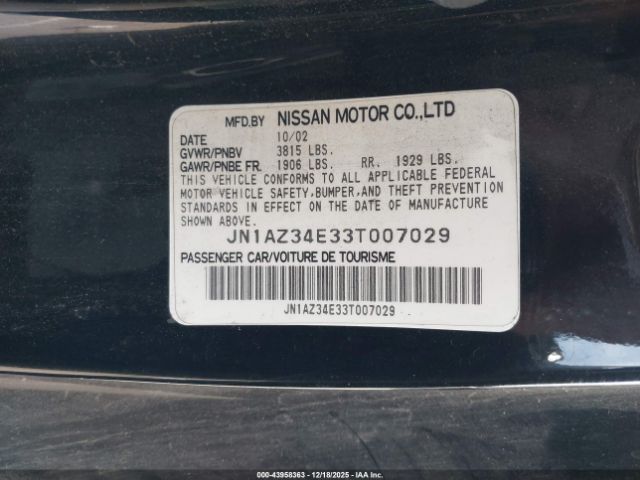 MFD.BY NISSAN MOTOR CO.,LTD
DATE 10/02
GVWR/PNBV 3815 LBS.
GAWR/PNBE FR. 1906 LBS. RR. 1929 LBS.
THIS VEHICLE CONFORMS TO ALL APPLICABLE FEDERAL
MOTOR VEHICLE SAFETY, BUMPER, AND THEFT PREVENTION
STANDARDS IN EFFECT ON THE DATE OF MANUFACTURE
SHOWN ABOVE.
JN1AZ34E33T007029
PASSENGER CAR/VOITURE DE TOURISME
JN1AZ34E33T007029
000-43958363 - 12/18/2025 - IAA, Inc.